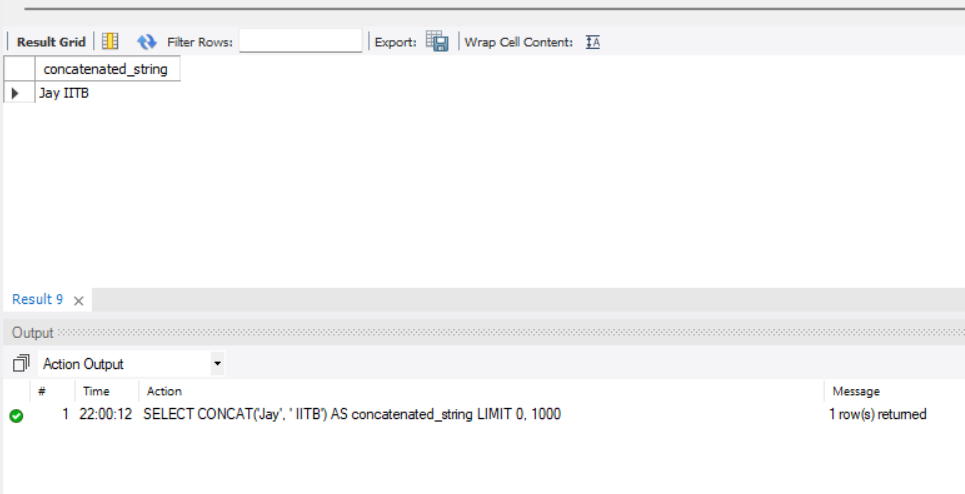 Result Grid Filter Rows: Export: Wrap Cell Content: IA
concatenated_string
Jay IITB
Result 9 ×
Output
Action Output
# Time Action Message
1 22:00:12 SELECT CONCAT('Jay', ' IITB') AS concatenated_string LIMIT 0, 1000 1 row(s) returned